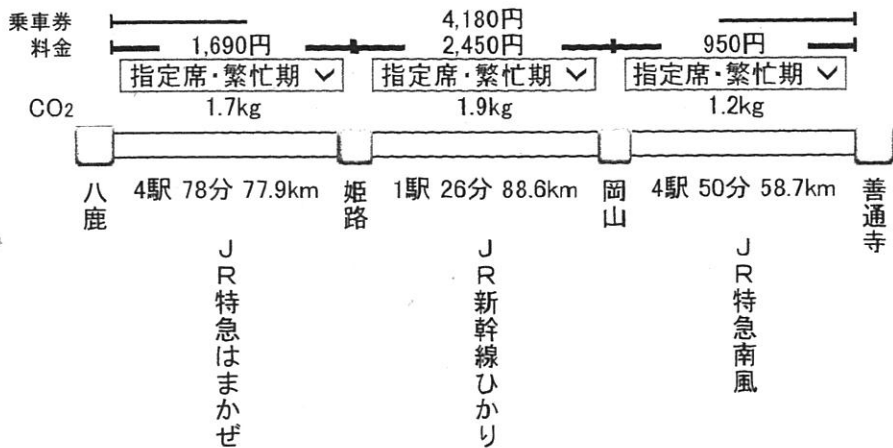 乗車券 4,180円
料金 1,690円 2,450円 950円
指定席・繁忙期 指定席・繁忙期 指定席・繁忙期
CO2 1.7kg 1.9kg 1.2kg
八鹿 4駅 78分 77.9km 姫路 1駅 26分 88.6km 岡山 4駅 50分 58.7km 善通寺
JR特急はまかぜ
JR新幹線ひかり
JR特急南風